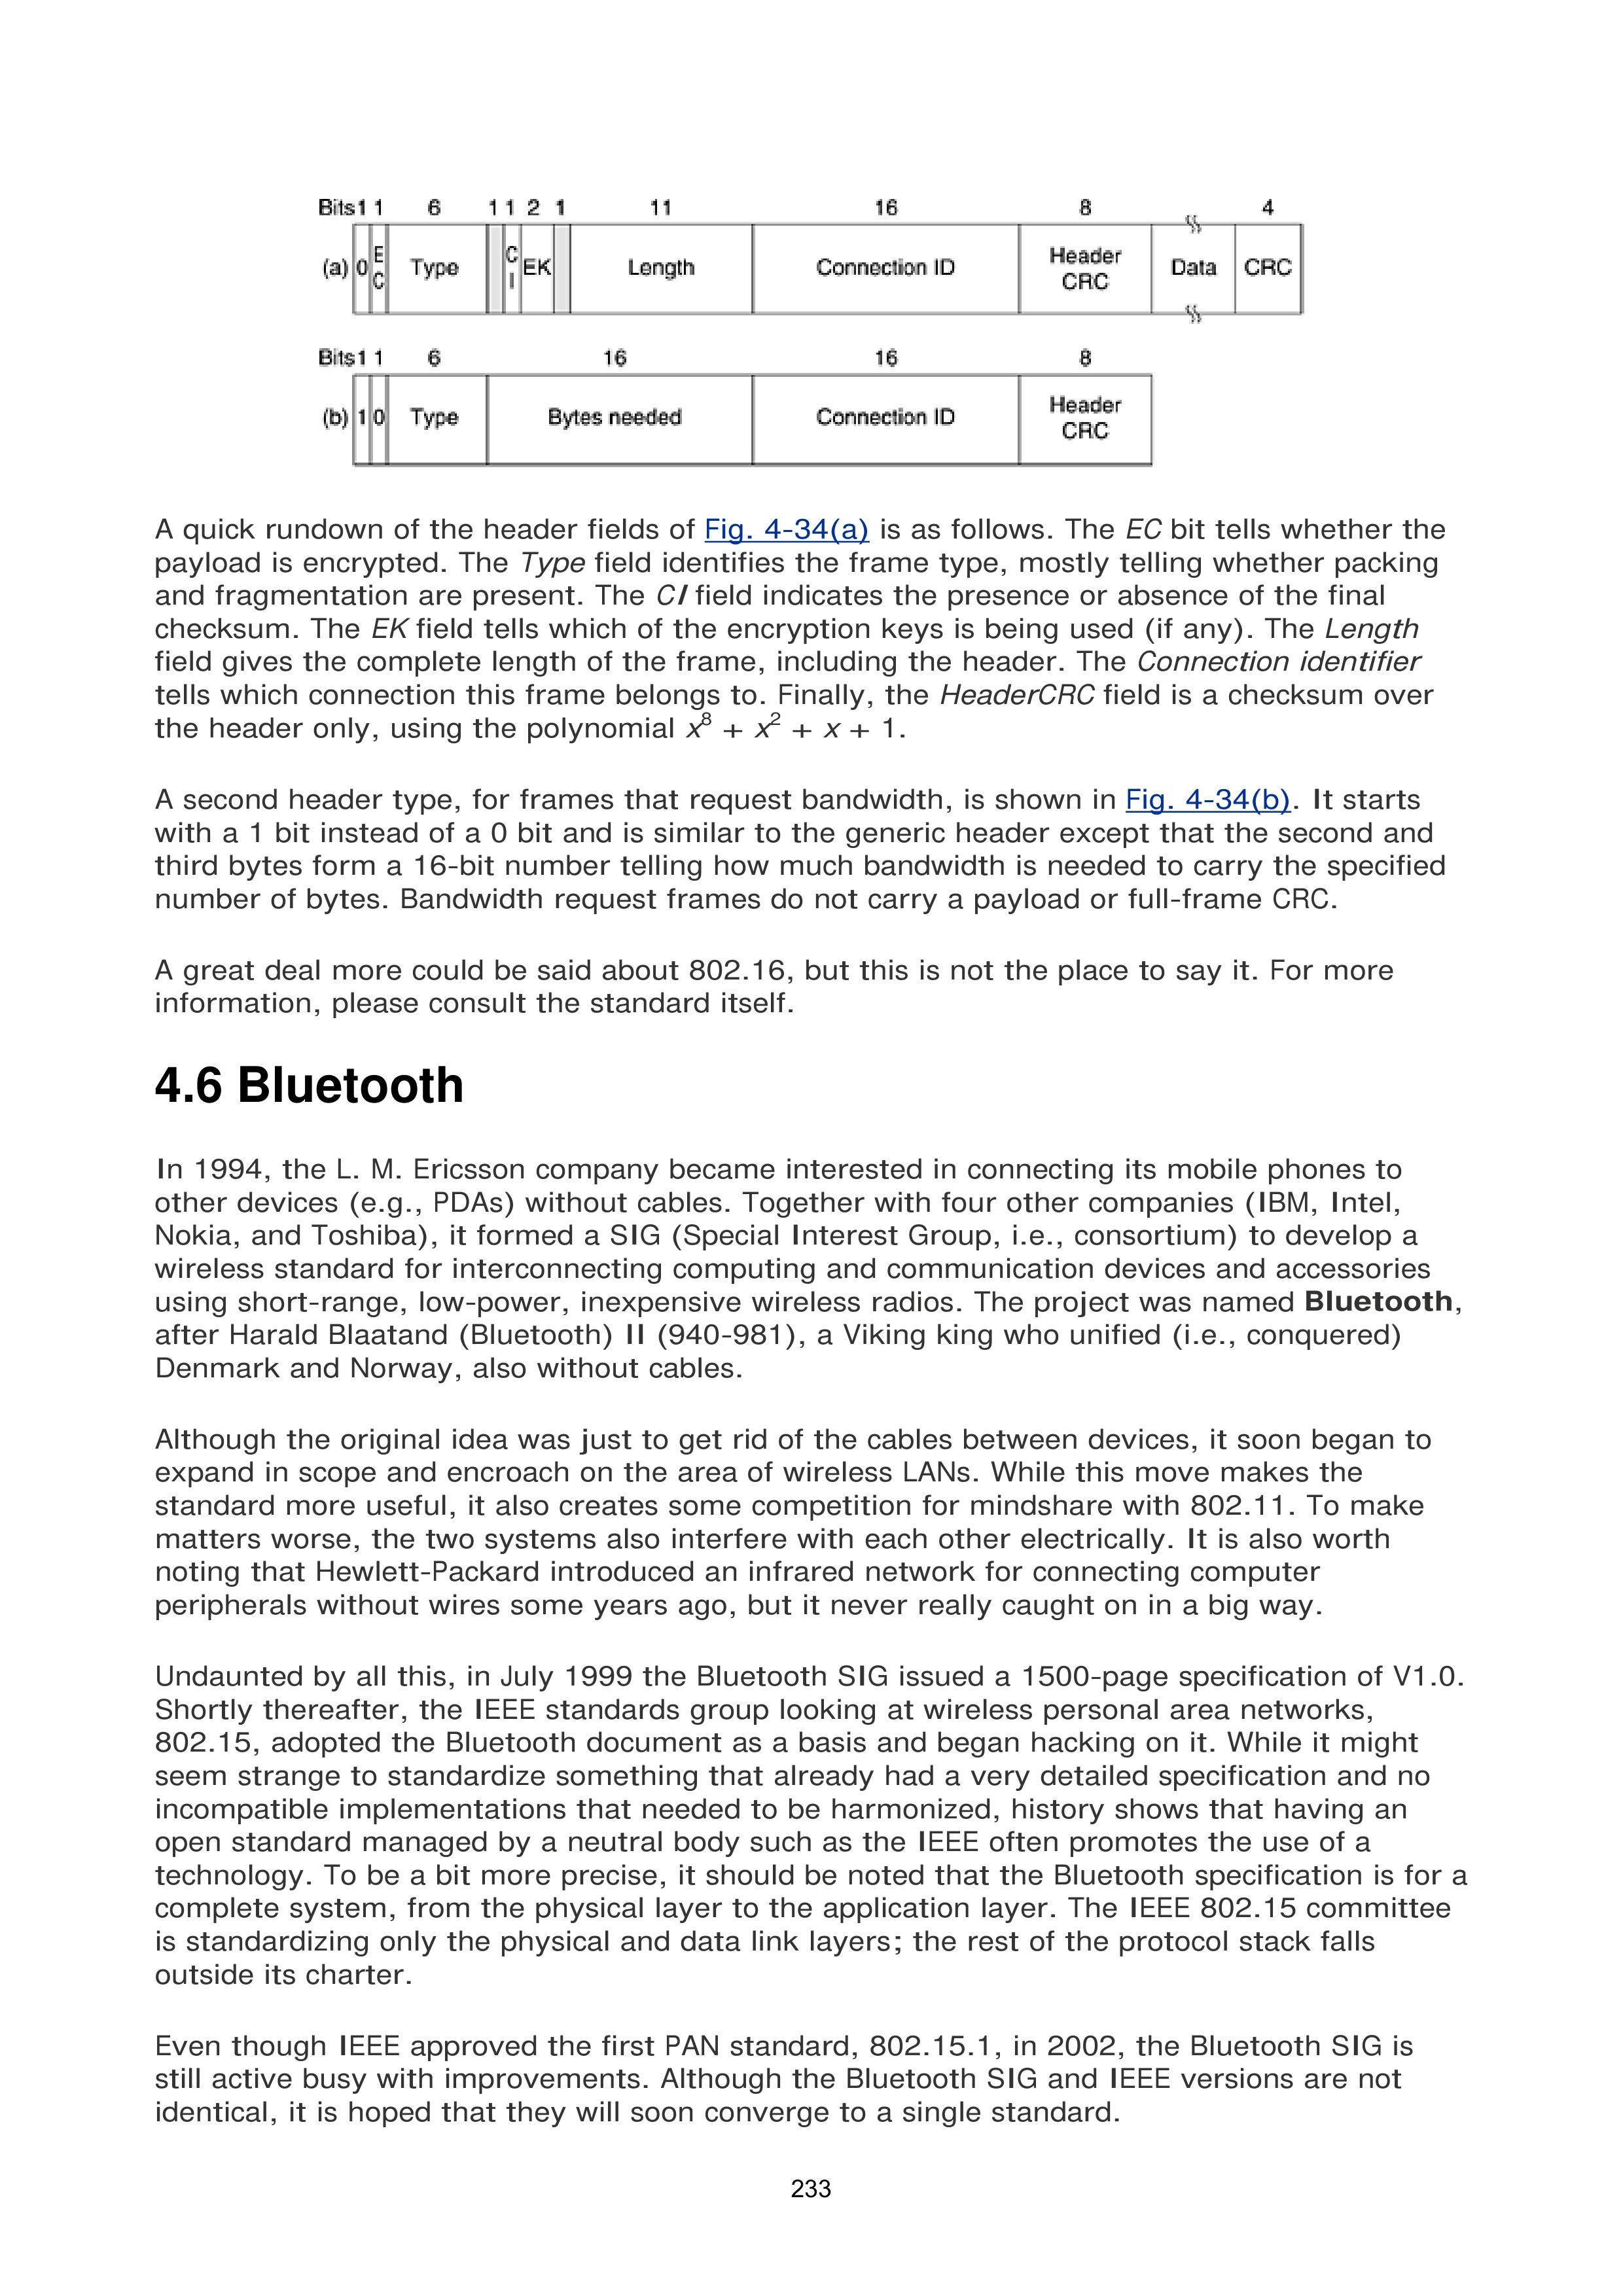 Bits 1 1 6 1 1 2 1 11 16 8 4
(a) 0 EC Type CI EK Length Connection ID Header CRC Data CRC
Bits 1 1 6 16 16 8
(b) 1 0 Type Bytes needed Connection ID Header CRC
A quick rundown of the header fields of Fig. 4-34(a) is as follows. The EC bit tells whether the
payload is encrypted. The Type field identifies the frame type, mostly telling whether packing
and fragmentation are present. The CI field indicates the presence or absence of the final
checksum. The EK field tells which of the encryption keys is being used (if any). The Length
field gives the complete length of the frame, including the header. The Connection identifier
tells which connection this frame belongs to. Finally, the HeaderCRC field is a checksum over
the header only, using the polynomial x⁸ + x² + x + 1.
A second header type, for frames that request bandwidth, is shown in Fig. 4-34(b). It starts
with a 1 bit instead of a 0 bit and is similar to the generic header except that the second and
third bytes form a 16-bit number telling how much bandwidth is needed to carry the specified
number of bytes. Bandwidth request frames do not carry a payload or full-frame CRC.
A great deal more could be said about 802.16, but this is not the place to say it. For more
information, please consult the standard itself.
4.6 Bluetooth
In 1994, the L. M. Ericsson company became interested in connecting its mobile phones to
other devices (e.g., PDAs) without cables. Together with four other companies (IBM, Intel,
Nokia, and Toshiba), it formed a SIG (Special Interest Group, i.e., consortium) to develop a
wireless standard for interconnecting computing and communication devices and accessories
using short-range, low-power, inexpensive wireless radios. The project was named Bluetooth,
after Harald Blaatand (Bluetooth) II (940-981), a Viking king who unified (i.e., conquered)
Denmark and Norway, also without cables.
Although the original idea was just to get rid of the cables between devices, it soon began to
expand in scope and encroach on the area of wireless LANs. While this move makes the
standard more useful, it also creates some competition for mindshare with 802.11. To make
matters worse, the two systems also interfere with each other electrically. It is also worth
noting that Hewlett-Packard introduced an infrared network for connecting computer
peripherals without wires some years ago, but it never really caught on in a big way.
Undaunted by all this, in July 1999 the Bluetooth SIG issued a 1500-page specification of V1.0.
Shortly thereafter, the IEEE standards group looking at wireless personal area networks,
802.15, adopted the Bluetooth document as a basis and began hacking on it. While it might
seem strange to standardize something that already had a very detailed specification and no
incompatible implementations that needed to be harmonized, history shows that having an
open standard managed by a neutral body such as the IEEE often promotes the use of a
technology. To be a bit more precise, it should be noted that the Bluetooth specification is for a
complete system, from the physical layer to the application layer. The IEEE 802.15 committee
is standardizing only the physical and data link layers; the rest of the protocol stack falls
outside its charter.
Even though IEEE approved the first PAN standard, 802.15.1, in 2002, the Bluetooth SIG is
still active busy with improvements. Although the Bluetooth SIG and IEEE versions are not
identical, it is hoped that they will soon converge to a single standard.
233